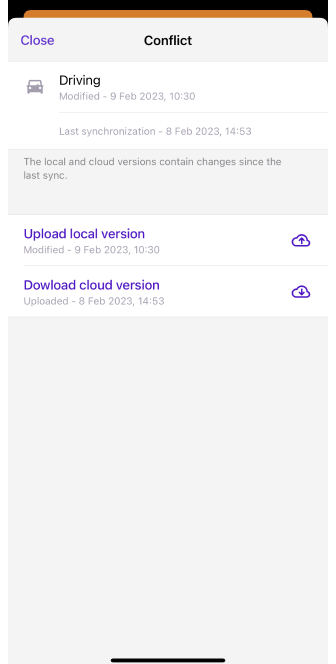 Close
Conflict
Driving
Modified - 9 Feb 2023, 10:30
Last synchronization - 8 Feb 2023, 14:53
The local and cloud versions contain changes since the
last sync.
Upload local version
Modified - 9 Feb 2023, 10:30
Dowload cloud version
Uploaded - 8 Feb 2023, 14:53